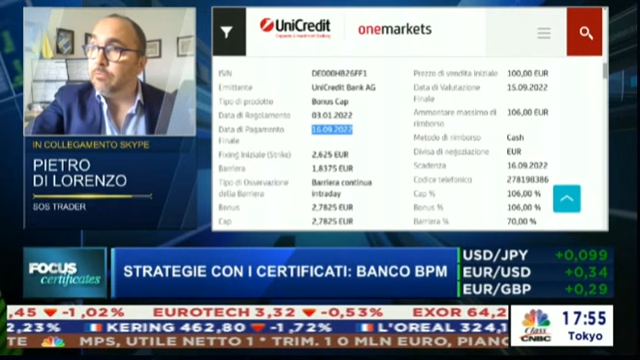 UniCredit
Corporate & Investment Banking
onemarkets
ISIN DE000HB26FF1
Emittente UniCredit Bank AG
Tipo di prodotto Bonus Cap
Data di Regolamento 03.01.2022
Data di Pagamento Finale 16.09.2022
Fixing Iniziale (Strike) 2,625 EUR
Barriera 1,8375 EUR
Tipo di Osservazione della Barriera Barriera continua intraday
Bonus 2,7825 EUR
Cap 2,7825 EUR
Prezzo di vendita iniziale 100,00 EUR
Data di Valutazione Finale 15.09.2022
Ammontare massimo di rimborso 106,00 EUR
Metodo di rimborso Cash
Divisa di negoziazione EUR
Scadenza 16.09.2022
Codice telefonico 278198386
Cap % 106,00 %
Bonus % 106,00 %
Barriera % 70,00 %
IN COLLEGAMENTO SKYPE
PIETRO
DI LORENZO
SOS TRADER
FOCUS
certificates
STRATEGIE CON I CERTIFICATI: BANCO BPM
USD/JPY +0,099
EUR/USD +0,34
EUR/GBP +0,29
,45 -1,02% EUROTECH 3,32 -0,53% EXOR 64,2
2,23% KERING 462,80 -1,72% L'OREAL 324,1
MPS, UTILE NETTO 1° TRIM. 10 MLN EURO, PIANO
Class
CNBC
17:55
Tokyo